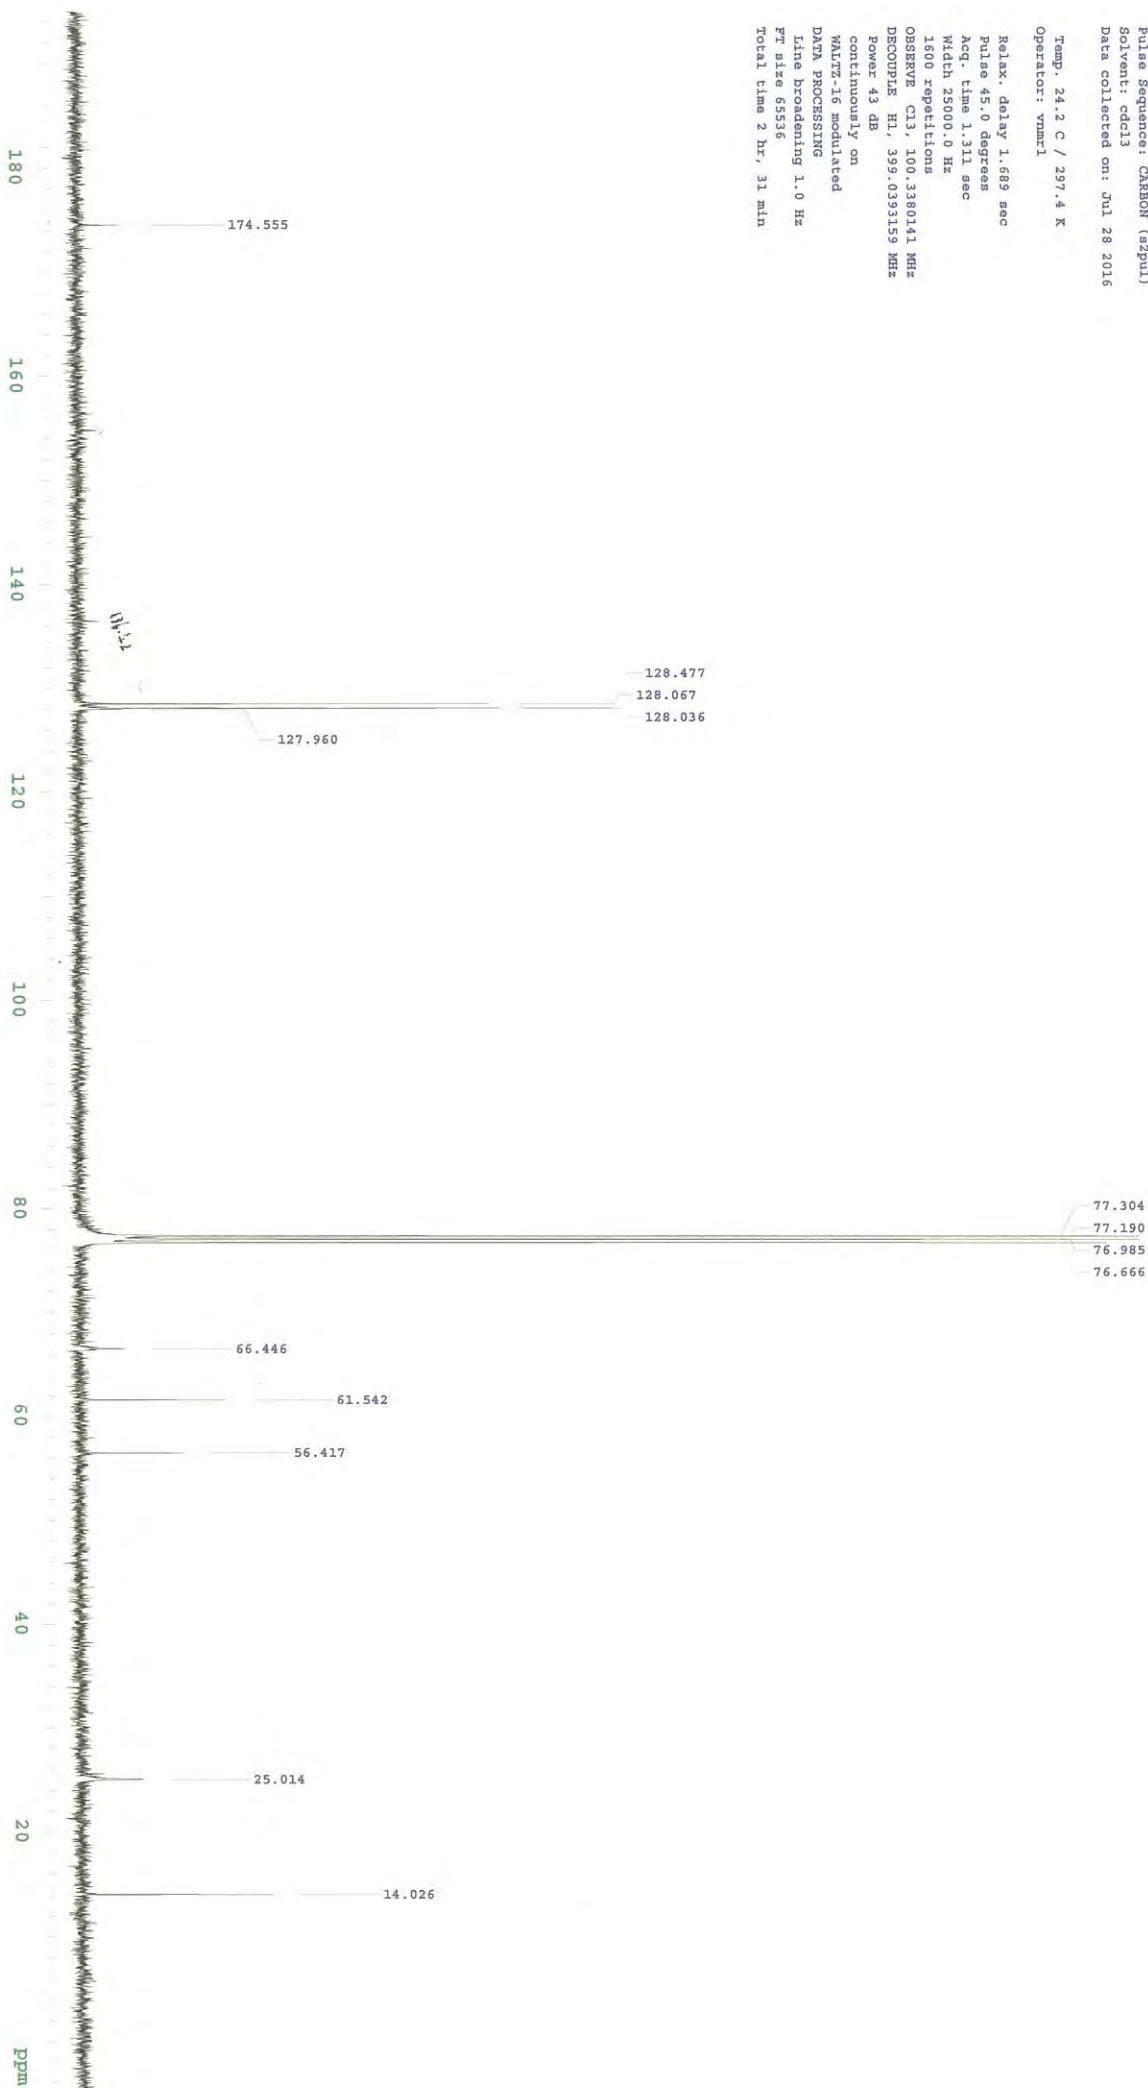 Pulse Sequence: CARBON (s2pul)
Solvent: cdcl3
Data collected on: Jul 28 2016
Temp. 24.2 C / 297.4 K
Operator: vnmr1
Relax. delay 1.689 sec
Pulse 45.0 degrees
Acq. time 1.311 sec
Width 25000.0 Hz
1600 repetitions
OBSERVE C13, 100.3380141 MHz
DECOUPLE H1, 399.0393159 MHz
Power 43 dB
continuously on
WALTZ-16 modulated
DATA PROCESSING
Line broadening 1.0 Hz
FT size 65536
Total time 2 hr, 31 min
174.555
136.22
128.477
128.067
128.036
127.960
77.304
77.190
76.985
76.666
66.446
61.542
56.417
25.014
14.026
180 160 140 120 100 80 60 40 20 ppm